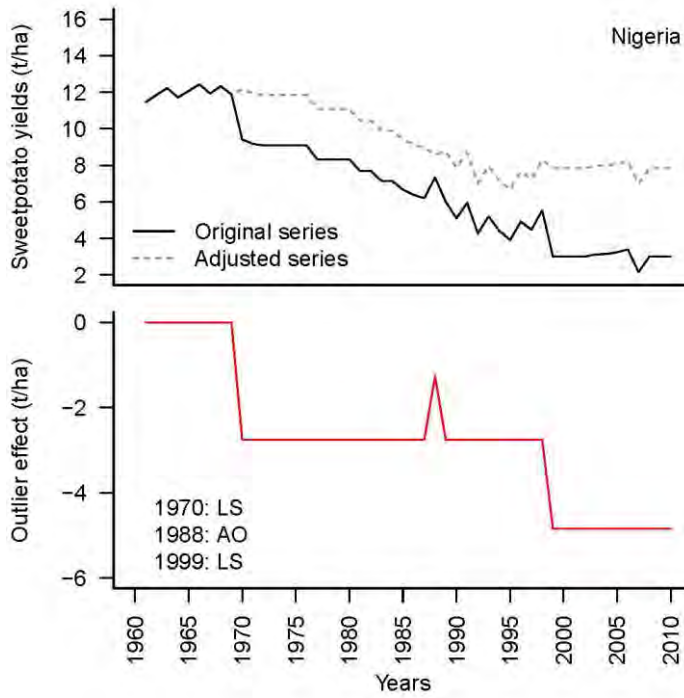 Sweetpotato yields (t/ha)
16
14
12
10
8
6
4
2
Nigeria
Original series
Adjusted series
Outlier effect (t/ha)
0
−2
−4
−6
1970: LS
1988: AO
1999: LS
1960
1965
1970
1975
1980
1985
1990
1995
2000
2005
2010
Years